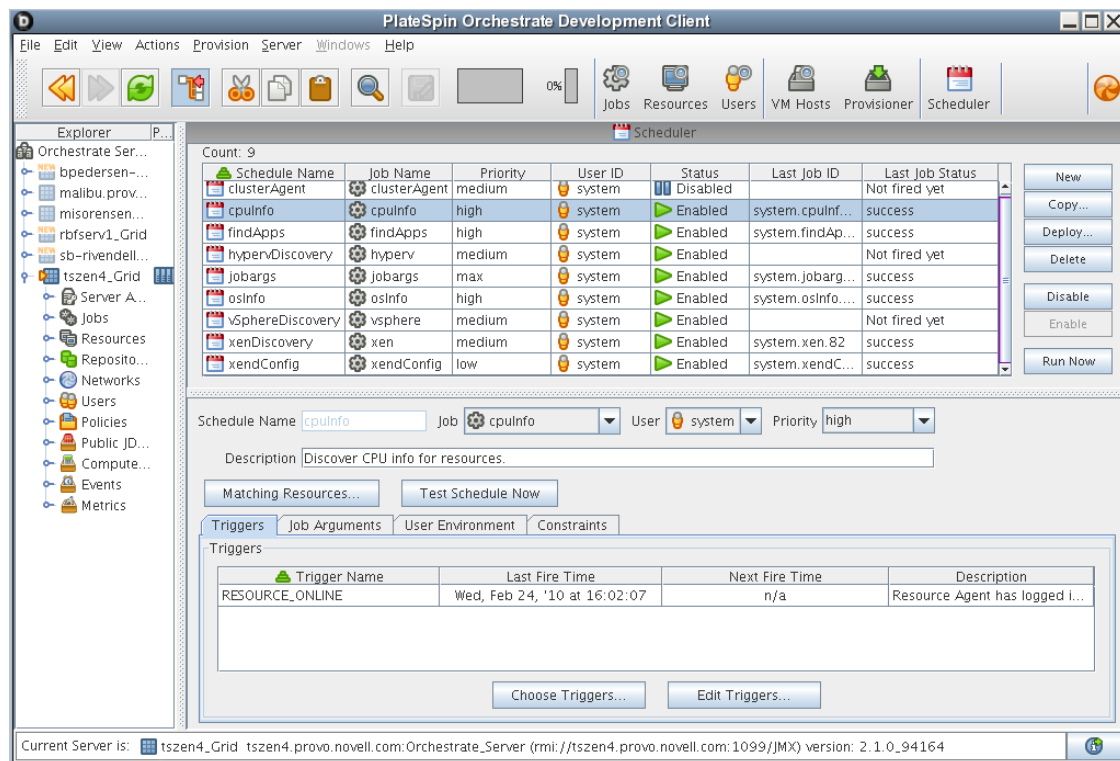 PlateSpin Orchestrate Development Client
File Edit View Actions Provision Server Windows Help
0% Jobs Resources Users VM Hosts Provisioner Scheduler
Explorer P...
Orchestrate Ser...
NEW bpedersen-...
malibu.prov...
misorensen...
NEW rbfserv1_Grid
NEW sb-rivendell...
tszen4_Grid
Server A...
Jobs
Resources
Reposito...
Networks
Users
Policies
Public JD...
Compute...
Events
Metrics
Scheduler
Count: 9
Schedule Name Job Name Priority User ID Status Last Job ID Last Job Status
clusterAgent clusterAgent medium system Disabled Not fired yet
cpuInfo cpuInfo high system Enabled system.cpuInf... success
findApps findApps high system Enabled system.findAp... success
hypervDiscovery hyperv medium system Enabled Not fired yet
jobargs jobargs max system Enabled system.jobarg... success
osInfo osInfo high system Enabled system.osInfo.... success
vSphereDiscovery vsphere medium system Enabled Not fired yet
xenDiscovery xen medium system Enabled system.xen.82 success
xendConfig xendConfig low system Enabled system.xendC... success
New
Copy...
Deploy...
Delete
Disable
Enable
Run Now
Schedule Name cpuInfo Job cpuInfo User system Priority high
Description Discover CPU info for resources.
Matching Resources... Test Schedule Now
Triggers Job Arguments User Environment Constraints
Triggers
Trigger Name Last Fire Time Next Fire Time Description
RESOURCE_ONLINE Wed, Feb 24, '10 at 16:02:07 n/a Resource Agent has logged i...
Choose Triggers... Edit Triggers...
Current Server is: tszen4_Grid tszen4.provo.novell.com:Orchestrate_Server (rmi://tszen4.provo.novell.com:1099/JMX) version: 2.1.0_94164